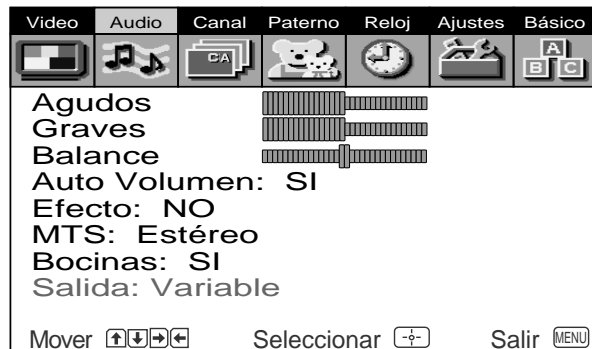 Video Audio Canal Paterno Reloj Ajustes Básico
CA
A
B C
Agudos
Graves
Balance
Auto Volumen: SI
Efecto: NO
MTS: Estéreo
Bocinas: SI
Salida: Variable
Mover Seleccionar Salir MENU